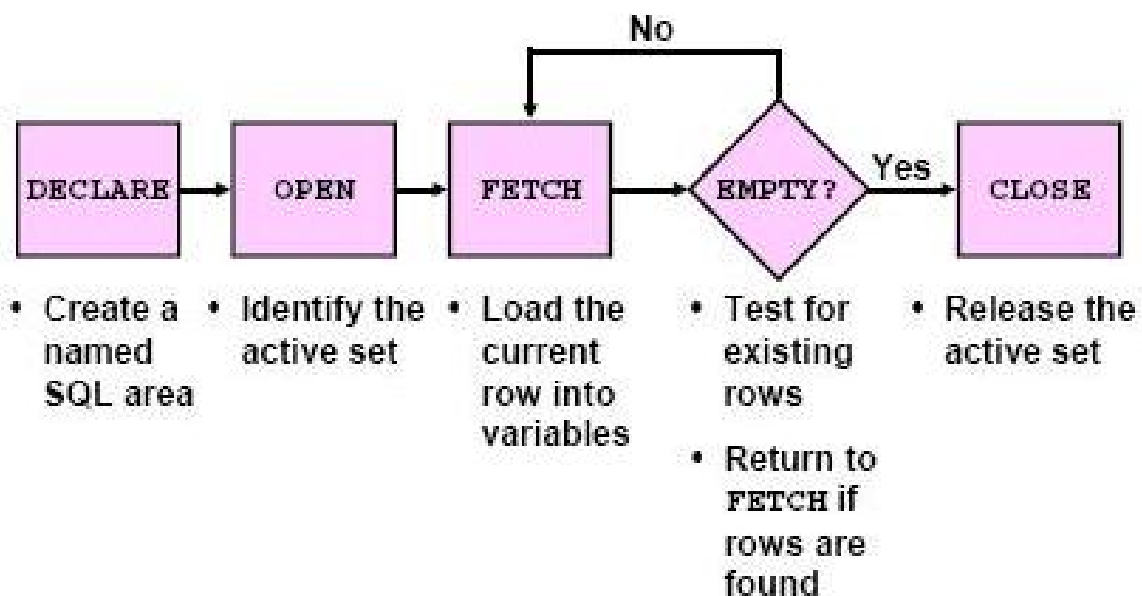 No
DECLARE
OPEN
FETCH
EMPTY?
Yes
CLOSE
• Create a
named
SQL area
• Identify the
active set
• Load the
current
row into
variables
• Test for
existing
rows
• Return to
FETCH if
rows are
found
• Release the
active set